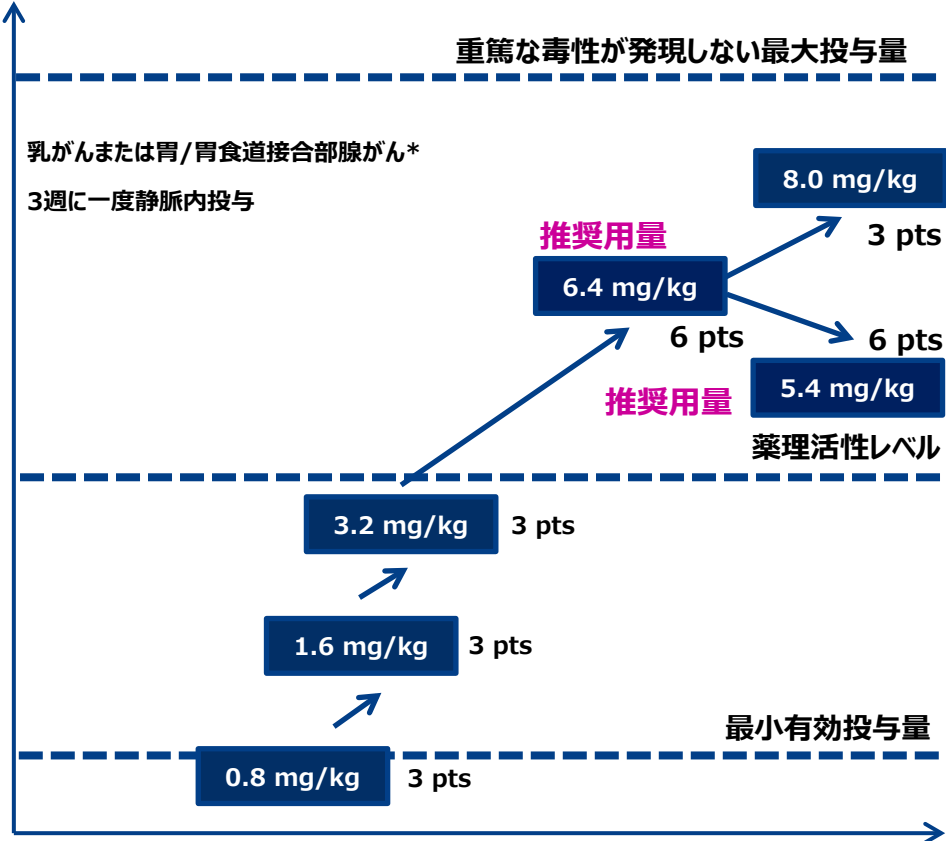 重篤な毒性が発現しない最大投与量
乳がんまたは胃/胃食道接合部腺がん*
3週に一度静脈内投与
8.0 mg/kg
3 pts
推奨用量
6.4 mg/kg
6 pts
6 pts
5.4 mg/kg
推奨用量
薬理活性レベル
3.2 mg/kg
3 pts
1.6 mg/kg
3 pts
最小有効投与量
0.8 mg/kg
3 pts